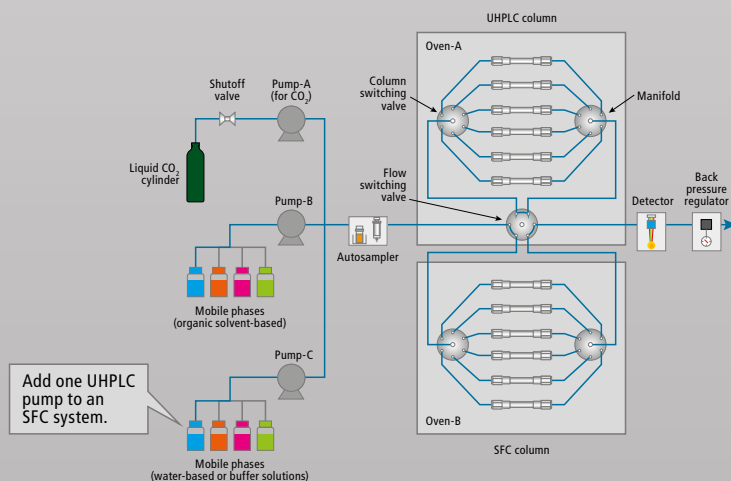 UHPLC column
Oven-A
Column
switching
valve
Manifold
Shutoff
valve
Pump-A
(for CO₂)
Liquid CO₂
cylinder
Flow
switching
valve
Back
pressure
regulator
Detector
Pump-B
Autosampler
Mobile phases
(organic solvent-based)
Pump-C
Add one UHPLC
pump to an
SFC system.
Mobile phases
(water-based or buffer solutions)
Oven-B
SFC column